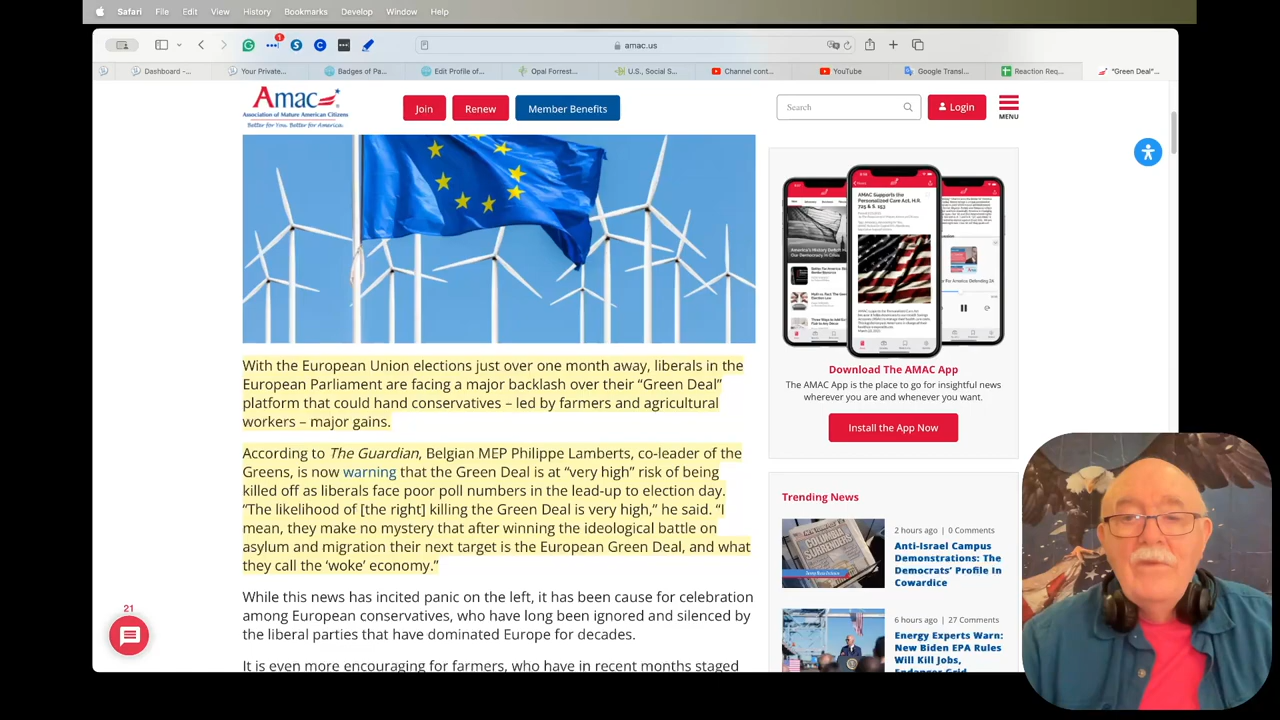 Safari File Edit View History Bookmarks Develop Window Help
1
amac.us
Dashboard -...
Your Private...
Badges of Pa...
Edit Profile of...
Opal Forrest...
U.S., Social S...
Channel cont...
YouTube
Google Transl...
Reaction Req...
"Green Deal"...
Amac
Association of Mature American Citizens
Better for You. Better for America.
Join
Renew
Member Benefits
Search
Login
MENU
With the European Union elections just over one month away, liberals in the
European Parliament are facing a major backlash over their “Green Deal”
platform that could hand conservatives – led by farmers and agricultural
workers – major gains.
According to The Guardian, Belgian MEP Philippe Lamberts, co-leader of the
Greens, is now warning that the Green Deal is at “very high” risk of being
killed off as liberals face poor poll numbers in the lead-up to election day.
“The likelihood of [the right] killing the Green Deal is very high,” he said. “I
mean, they make no mystery that after winning the ideological battle on
asylum and migration their next target is the European Green Deal, and what
they call the ‘woke’ economy.”
While this news has incited panic on the left, it has been cause for celebration
among European conservatives, who have long been ignored and silenced by
the liberal parties that have dominated Europe for decades.
It is even more encouraging for farmers, who have in recent months staged
21
AMAC Supports the
Personalized Care Act, H.R.
725 & S. 153
Download The AMAC App
The AMAC App is the place to go for insightful news
wherever you are and whenever you want.
Install the App Now
Trending News
COLUMBIA
SURRENDERS
2 hours ago | 0 Comments
Anti-Israel Campus
Demonstrations: The
Democrats’ Profile In
Cowardice
6 hours ago | 27 Comments
Energy Experts Warn:
New Biden EPA Rules
Will Kill Jobs,
Endanger Grid